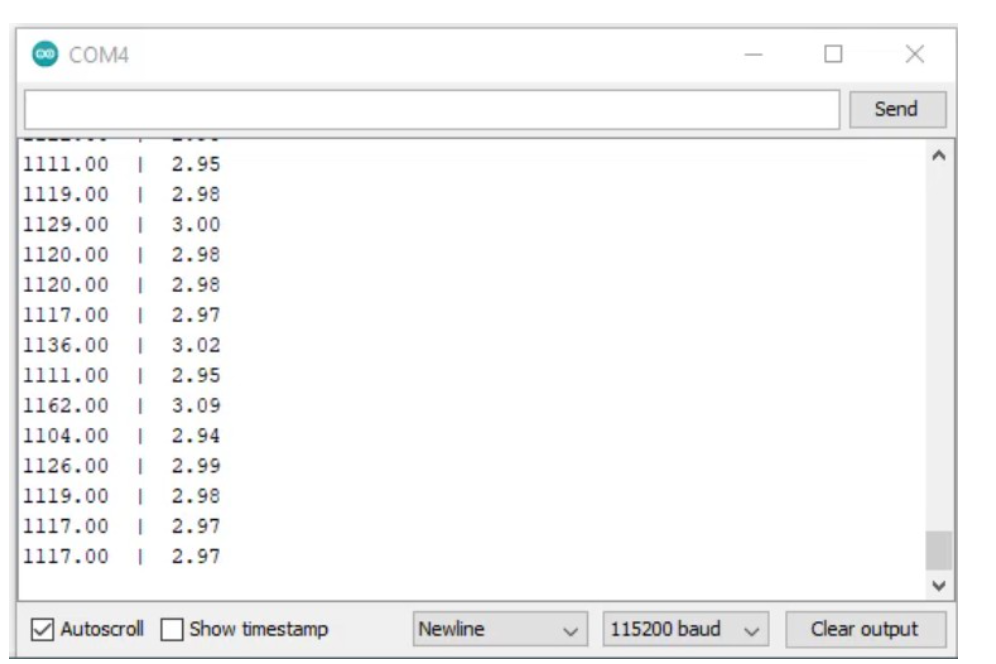 COM4
Send
1111.00 | 2.95
1119.00 | 2.98
1129.00 | 3.00
1120.00 | 2.98
1120.00 | 2.98
1117.00 | 2.97
1136.00 | 3.02
1111.00 | 2.95
1162.00 | 3.09
1104.00 | 2.94
1126.00 | 2.99
1119.00 | 2.98
1117.00 | 2.97
1117.00 | 2.97
Autoscroll Show timestamp Newline 115200 baud Clear output